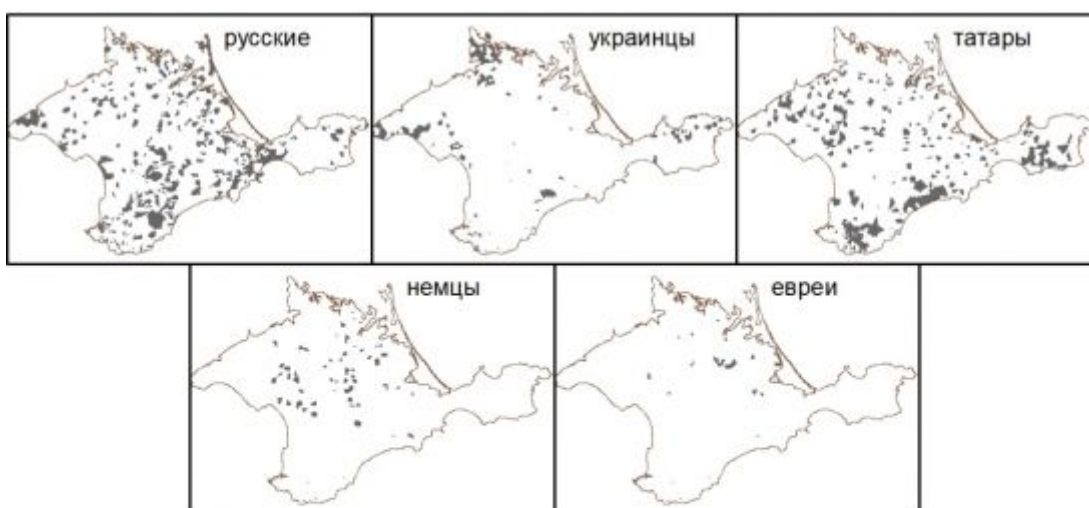 русские
украинцы
татары
немцы
евреи